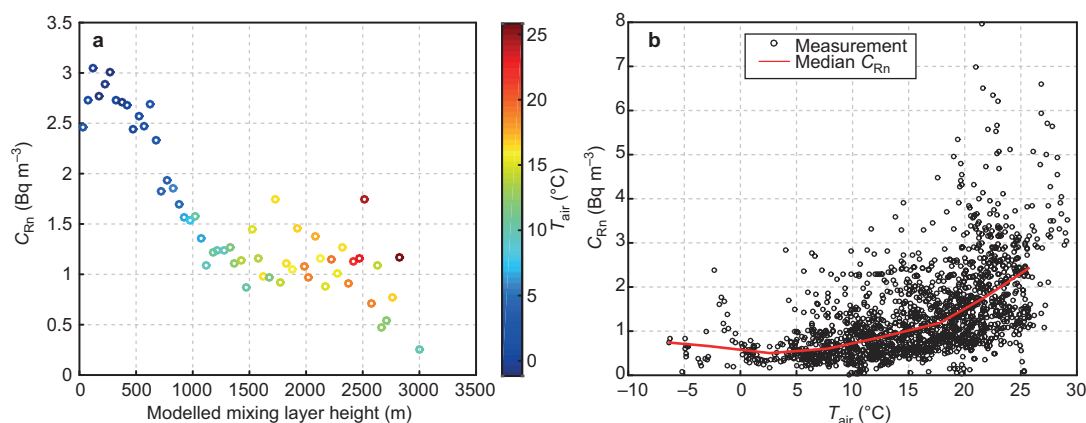 a
3.5
3
2.5
2
1.5
1
0.5
0
C_Rn (Bq m⁻³)
0 500 1000 1500 2000 2500 3000 3500
Modelled mixing layer height (m)
25
20
15
10
5
0
T_air (°C)
b
Measurement
Median C_Rn
8
7
6
5
4
3
2
1
0
C_Rn (Bq m⁻³)
−10 −5 0 5 10 15 20 25 30
T_air (°C)